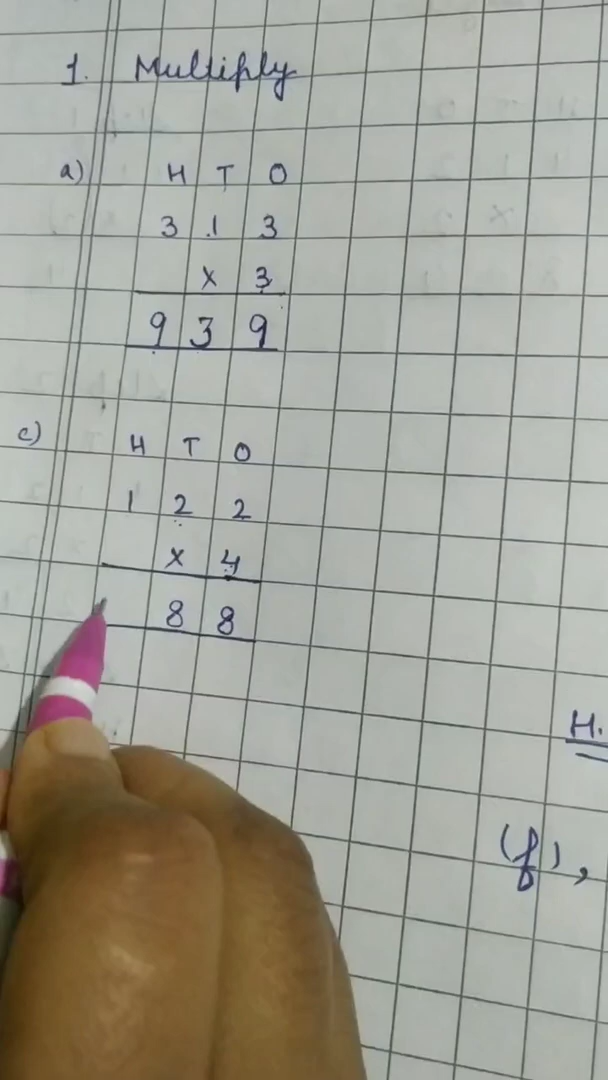 1. Multiply
a) H T O
3 1 3
x 3
9 3 9
c) H T O
1 2 2
x 4
8 8
H.
(f),